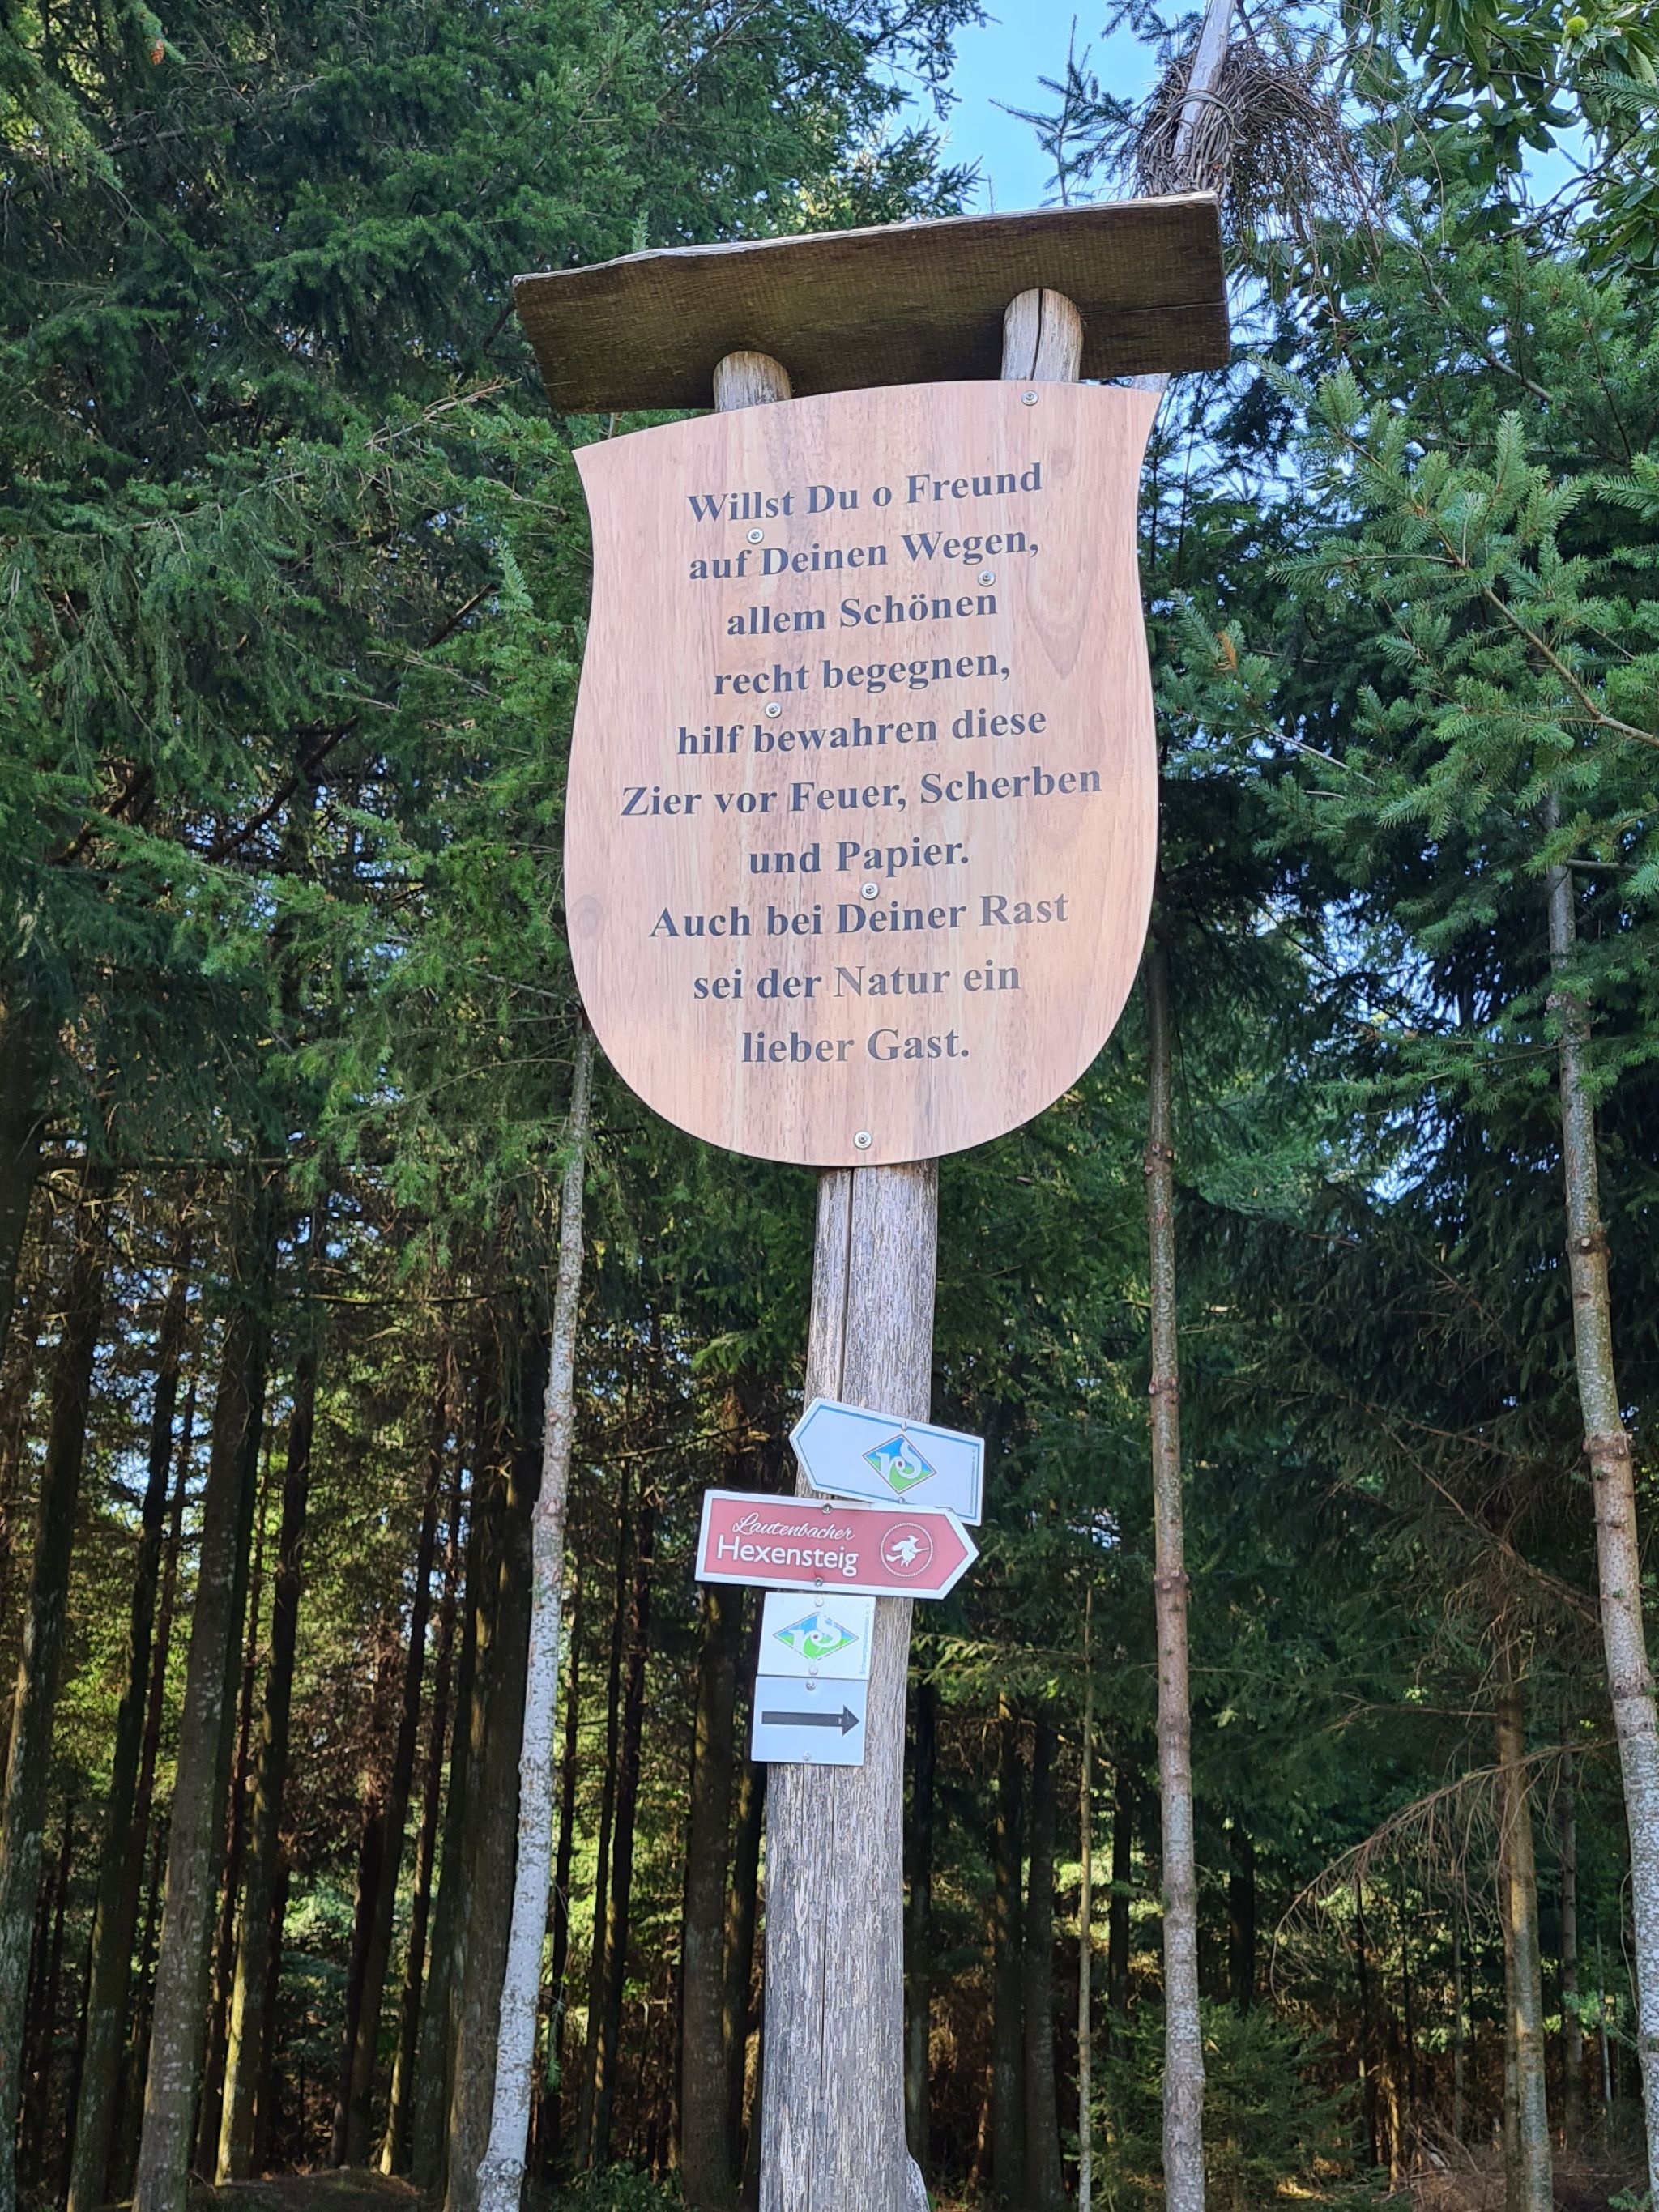 Willst Du o Freund
auf Deinen Wegen,
allem Schönen
recht begegnen,
hilf bewahren diese
Zier vor Feuer, Scherben
und Papier.
Auch bei Deiner Rast
sei der Natur ein
lieber Gast.
Lautenbacher
Hexensteig